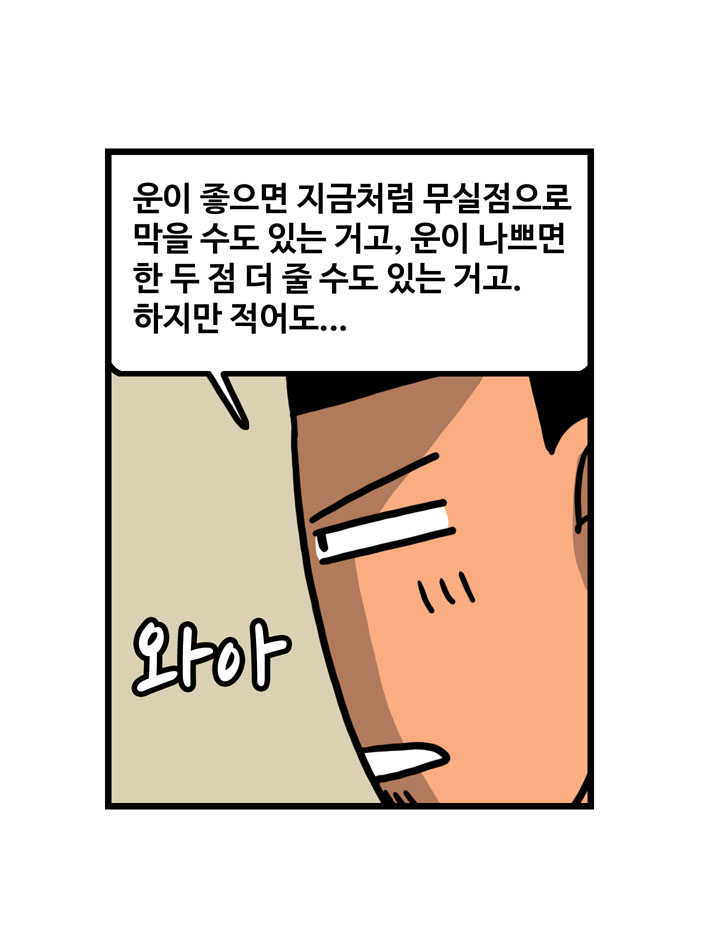 운이 좋으면 지금처럼 무실점으로
막을 수도 있는 거고, 운이 나쁘면
한 두 점 더 줄 수도 있는 거고.
하지만 적어도...
와아